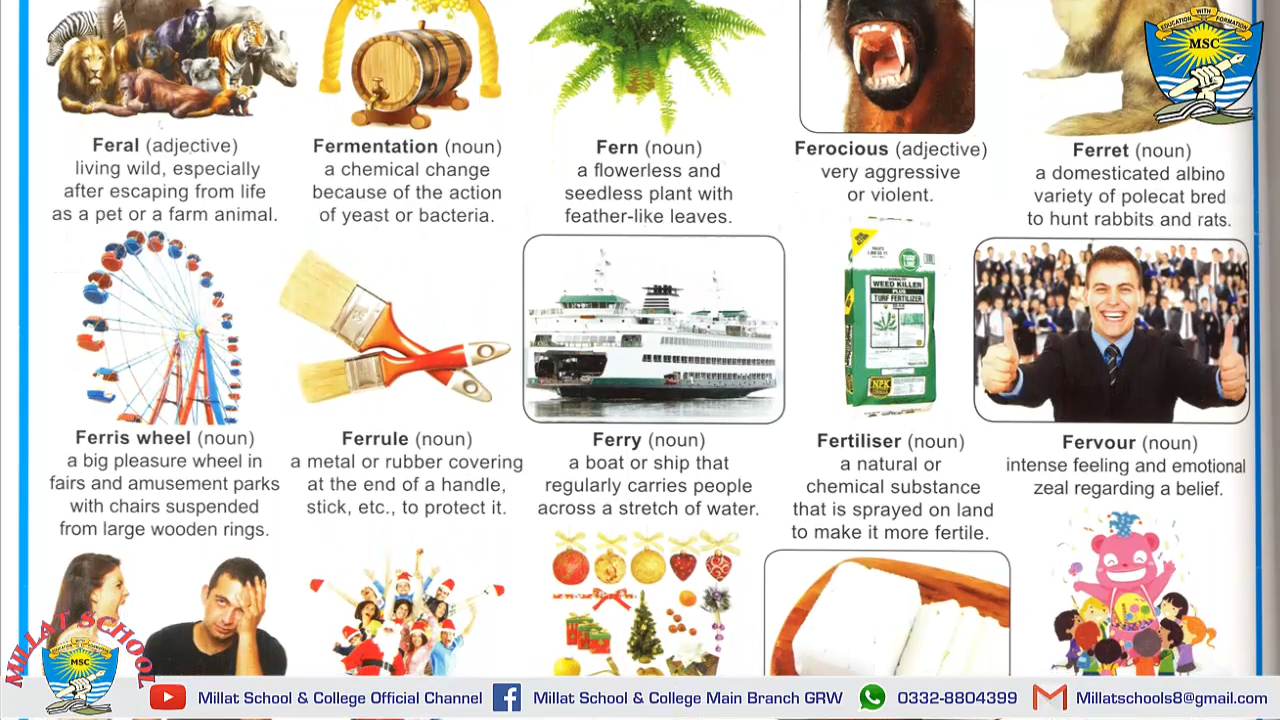 EDUCATION WITH FORMATION
MSC
Feral (adjective)
living wild, especially
after escaping from life
as a pet or a farm animal.
Fermentation (noun)
a chemical change
because of the action
of yeast or bacteria.
Fern (noun)
a flowerless and
seedless plant with
feather-like leaves.
Ferocious (adjective)
very aggressive
or violent.
Ferret (noun)
a domesticated albino
variety of polecat bred
to hunt rabbits and rats.
WEED KILLER
PLUS
TURF FERTILIZER
NPK
Ferris wheel (noun)
a big pleasure wheel in
fairs and amusement parks
with chairs suspended
from large wooden rings.
Ferrule (noun)
a metal or rubber covering
at the end of a handle,
stick, etc., to protect it.
Ferry (noun)
a boat or ship that
regularly carries people
across a stretch of water.
Fertiliser (noun)
a natural or
chemical substance
that is sprayed on land
to make it more fertile.
Fervour (noun)
intense feeling and emotional
zeal regarding a belief.
MILLAT SCHOOL
MSC
Millat School & College Official Channel
Millat School & College Main Branch GRW
0332-8804399
Millatschools8@gmail.com